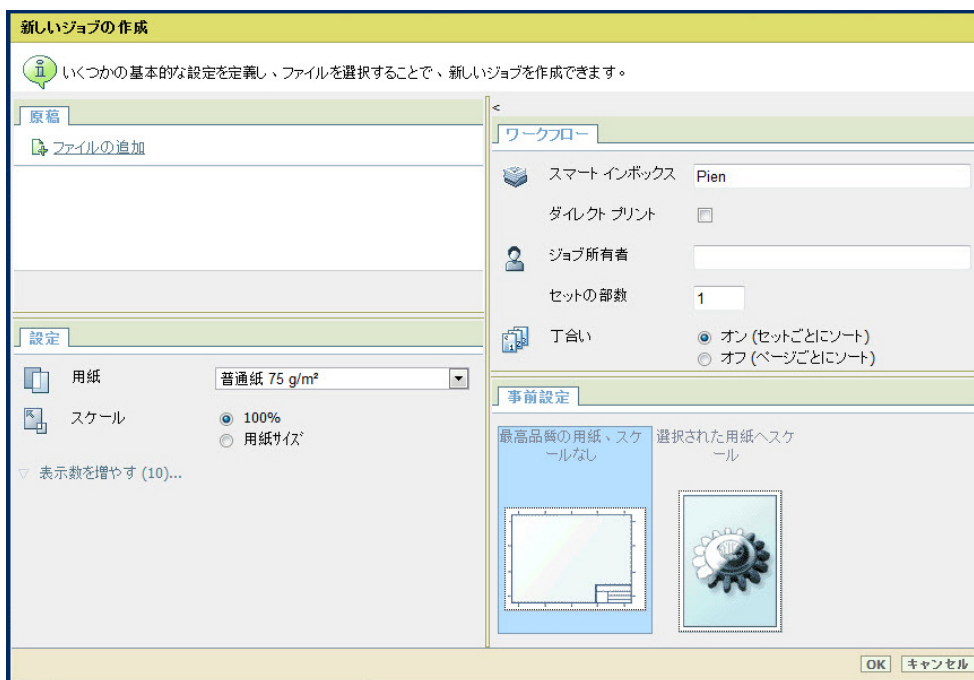 新しいジョブの作成
いくつかの基本的な設定を定義し、ファイルを選択することで、新しいジョブを作成できます。
原稿
ファイルの追加
設定
用紙
普通紙 75 g/m²
スケール
100%
用紙サイズ
表示数を増やす (10)...
<
ワークフロー
スマート インボックス
Pien
ダイレクト プリント
ジョブ所有者
セットの部数
1
丁合い
オン (セットごとにソート)
オフ (ページごとにソート)
事前設定
最高品質の用紙、スケ
ールなし
選択された用紙へスケ
ール
OK
キャンセル